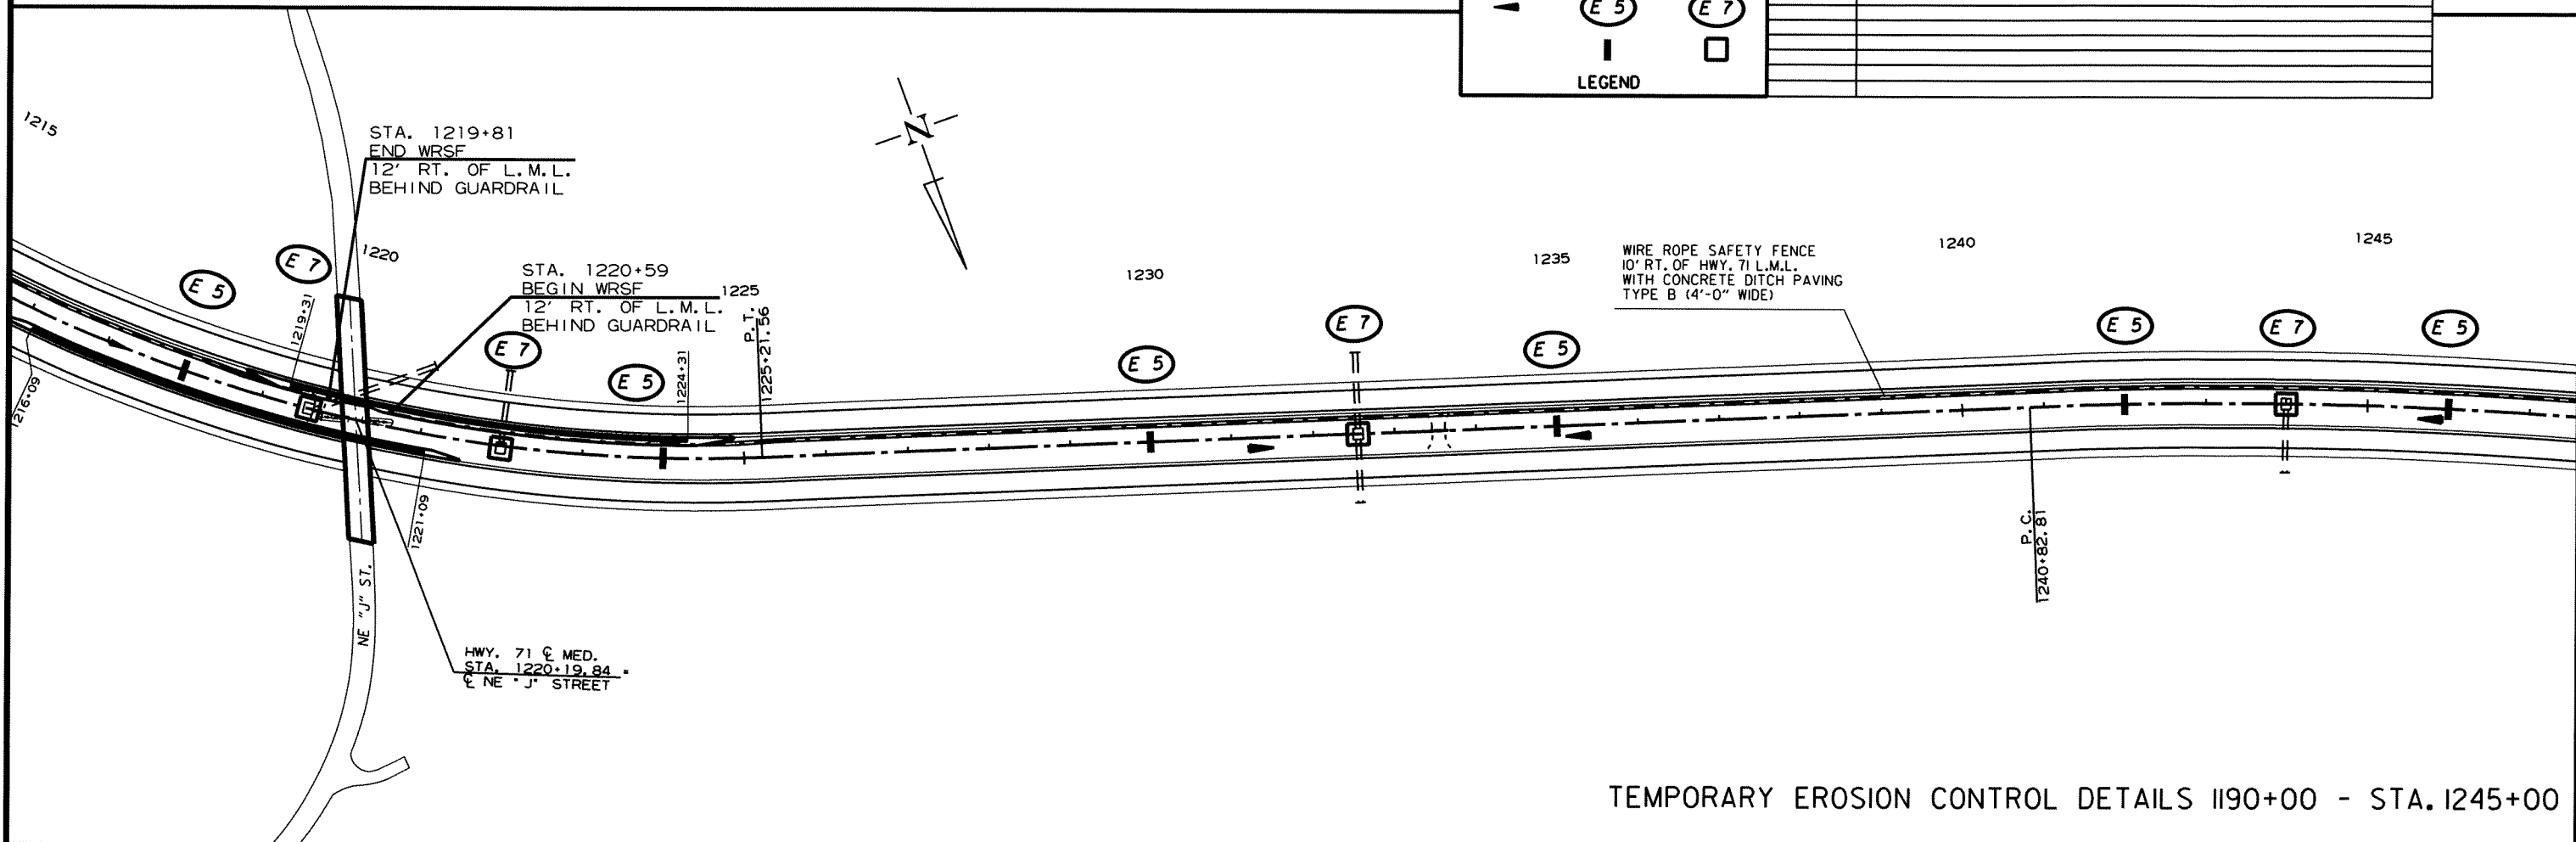 E 5
E 7
LEGEND
1215
STA. 1219+81
END WRSF
12' RT. OF L.M.L.
BEHIND GUARDRAIL
N
1220
STA. 1220+59
BEGIN WRSF
12' RT. OF L.M.L.
BEHIND GUARDRAIL
1225
1230
1235
WIRE ROPE SAFETY FENCE
10' RT. OF HWY. 71 L.M.L.
WITH CONCRETE DITCH PAVING
TYPE B (4'-0" WIDE)
1240
1245
E 5
E 7
1219+31
E 7
E 5
1224+31
P.T.
1225+21.56
E 5
E 7
E 5
E 5
E 7
E 5
1216+09
1221+09
P.C.
1240+82.81
NE "J" ST.
HWY. 71 ℄ MED.
STA. 1220+19.84 =
℄ NE "J" STREET
TEMPORARY EROSION CONTROL DETAILS 1190+00 - STA. 1245+00